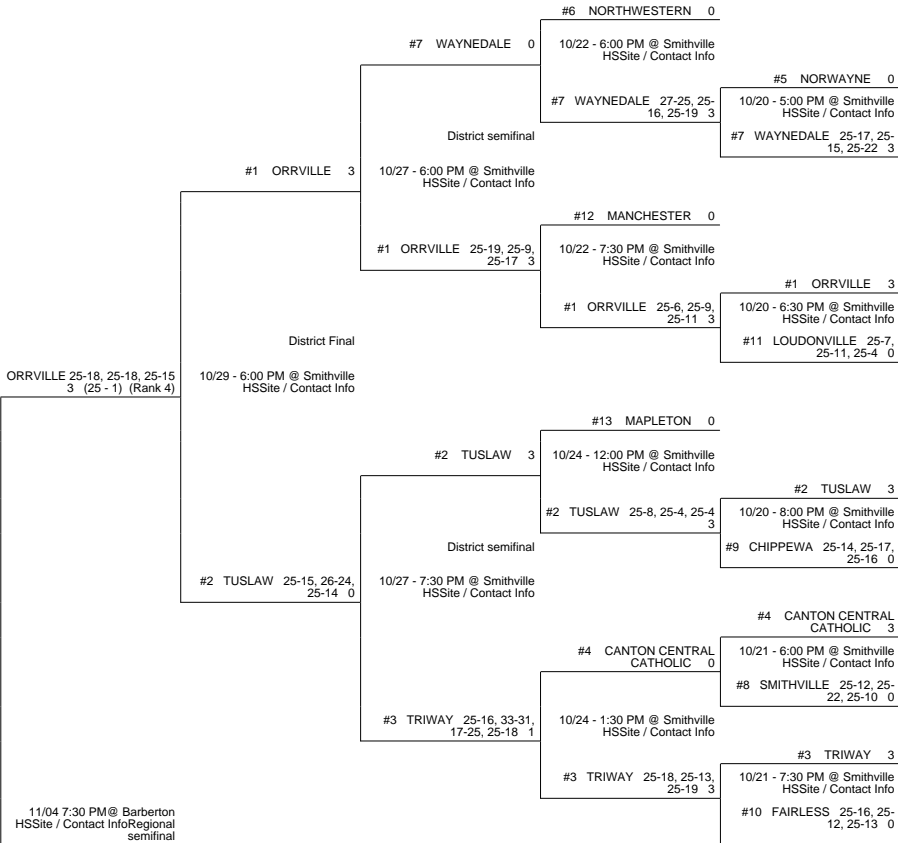 #6 NORTHWESTERN 0
#7 WAYNEDALE 0
10/22 - 6:00 PM @ Smithville
HSSite / Contact Info
#5 NORWAYNE 0
#7 WAYNEDALE 27-25, 25-
16, 25-19 3
10/20 - 5:00 PM @ Smithville
HSSite / Contact Info
District semifinal
#7 WAYNEDALE 25-17, 25-
15, 25-22 3
#1 ORRVILLE 3
10/27 - 6:00 PM @ Smithville
HSSite / Contact Info
#12 MANCHESTER 0
#1 ORRVILLE 25-19, 25-9,
25-17 3
10/22 - 7:30 PM @ Smithville
HSSite / Contact Info
#1 ORRVILLE 3
#1 ORRVILLE 25-6, 25-9,
25-11 3
10/20 - 6:30 PM @ Smithville
HSSite / Contact Info
District Final
#11 LOUDONVILLE 25-7,
25-11, 25-4 0
ORRVILLE 25-18, 25-18, 25-15
3 (25 - 1) (Rank 4)
10/29 - 6:00 PM @ Smithville
HSSite / Contact Info
#13 MAPLETON 0
#2 TUSLAW 3
10/24 - 12:00 PM @ Smithville
HSSite / Contact Info
#2 TUSLAW 3
#2 TUSLAW 25-8, 25-4, 25-4
3
10/20 - 8:00 PM @ Smithville
HSSite / Contact Info
District semifinal
#9 CHIPPEWA 25-14, 25-17,
25-16 0
#2 TUSLAW 25-15, 26-24,
25-14 0
10/27 - 7:30 PM @ Smithville
HSSite / Contact Info
#4 CANTON CENTRAL
CATHOLIC 3
#4 CANTON CENTRAL
CATHOLIC 0
10/21 - 6:00 PM @ Smithville
HSSite / Contact Info
#8 SMITHVILLE 25-12, 25-
22, 25-10 0
#3 TRIWAY 25-16, 33-31,
17-25, 25-18 1
10/24 - 1:30 PM @ Smithville
HSSite / Contact Info
#3 TRIWAY 3
#3 TRIWAY 25-18, 25-13,
25-19 3
10/21 - 7:30 PM @ Smithville
HSSite / Contact Info
11/04 7:30 PM@ Barberton
HSSite / Contact InfoRegional
semifinal
#10 FAIRLESS 25-16, 25-
12, 25-13 0